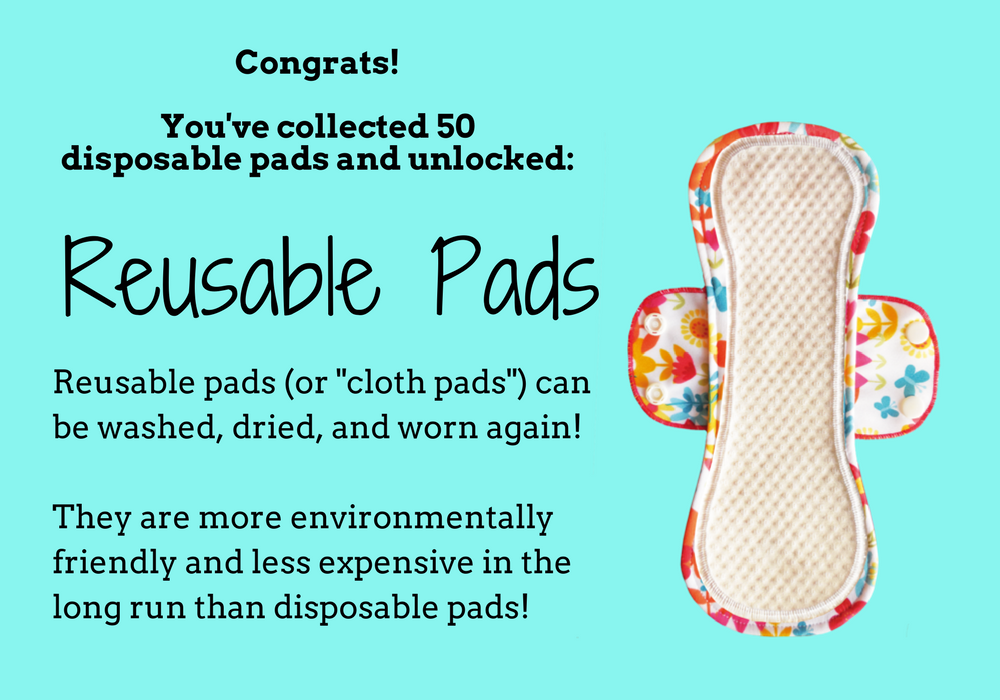 Congrats!
You've collected 50
disposable pads and unlocked:
Reusable Pads
Reusable pads (or "cloth pads") can
be washed, dried, and worn again!
They are more environmentally
friendly and less expensive in the
long run than disposable pads!